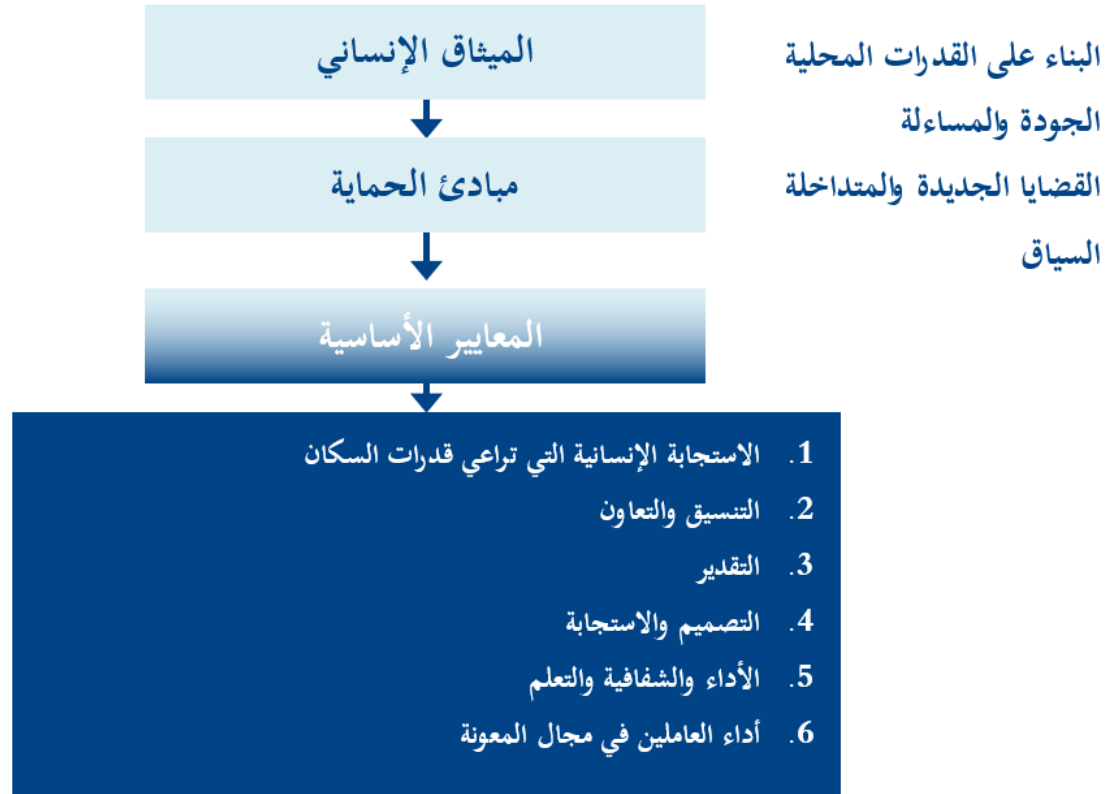 الميثاق الإنساني
مبادئ الحماية
المعايير الأساسية
1. الاستجابة الإنسانية التي تراعي قدرات السكان
2. التنسيق والتعاون
3. التقدير
4. التصميم والاستجابة
5. الأداء والشفافية والتعلم
6. أداء العاملين في مجال المعونة
البناء على القدرات المحلية
الجودة والمساءلة
القضايا الجديدة والمتداخلة
السياق